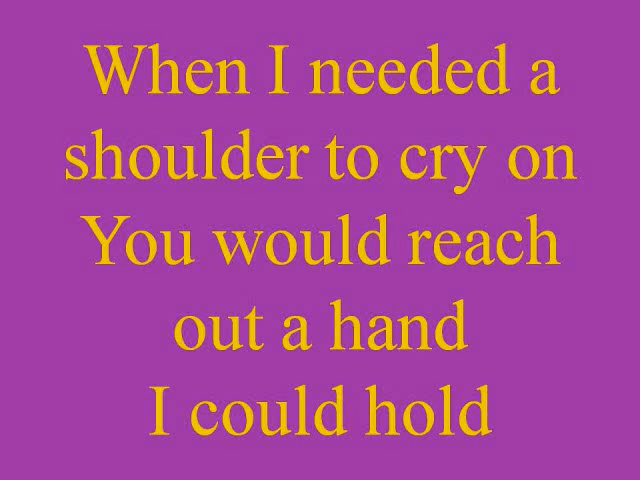 When I needed a
shoulder to cry on
You would reach
out a hand
I could hold